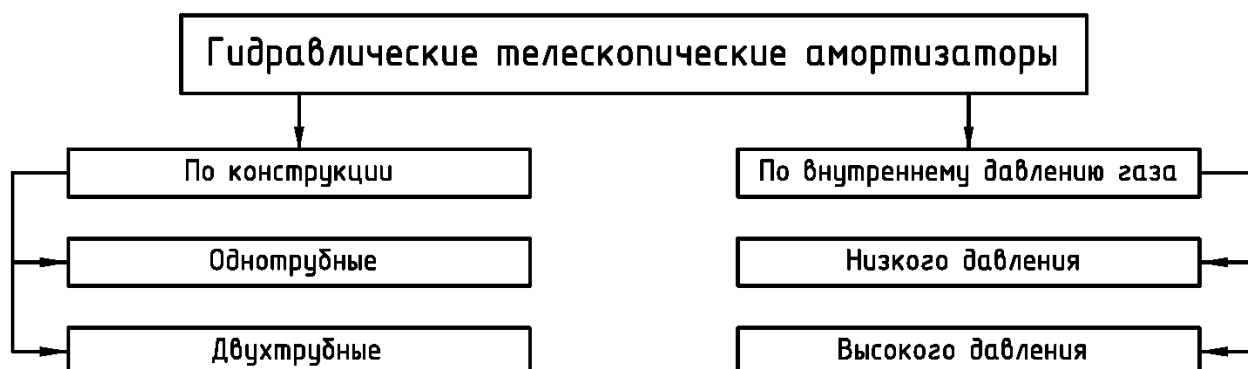 Гидравлические телескопические амортизаторы
По конструкции
По внутреннему давлению газа
Однотрубные
Низкого давления
Двухтрубные
Высокого давления